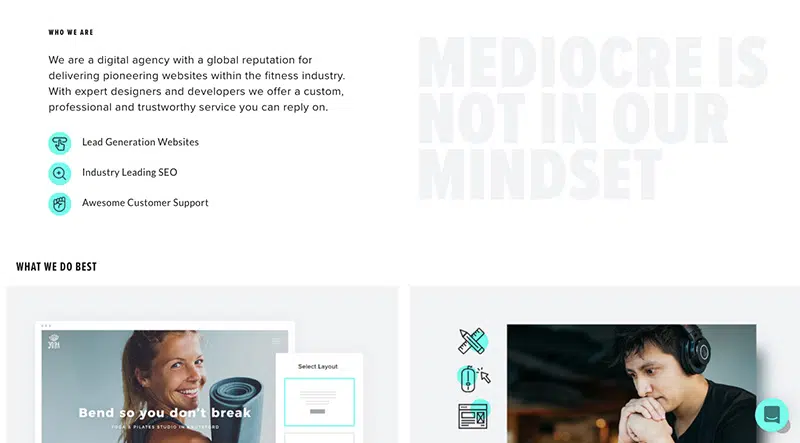 WHO WE ARE
We are a digital agency with a global reputation for
delivering pioneering websites within the fitness industry.
With expert designers and developers we offer a custom,
professional and trustworthy service you can reply on.
Lead Generation Websites
Industry Leading SEO
Awesome Customer Support
MEDIOCRE IS
NOT IN OUR
MINDSET
WHAT WE DO BEST
Select Layout
Bend so you don't break
YOGA & PILATES STUDIO IN